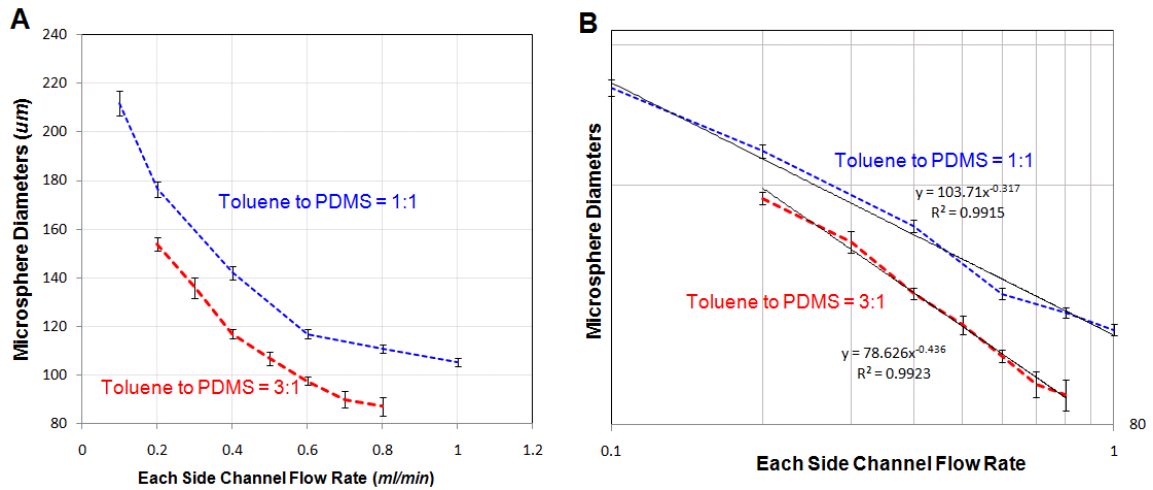 A
240
220
200
180
160
140
120
100
80
0
0.2
0.4
0.6
0.8
1
1.2
Microsphere Diameters (um)
Each Side Channel Flow Rate (ml/min)
Toluene to PDMS = 1:1
Toluene to PDMS = 3:1
B
Microsphere Diameters
Toluene to PDMS = 1:1
y = 103.71x^-0.317
R² = 0.9915
Toluene to PDMS = 3:1
y = 78.626x^-0.436
R² = 0.9923
80
0.1
1
Each Side Channel Flow Rate